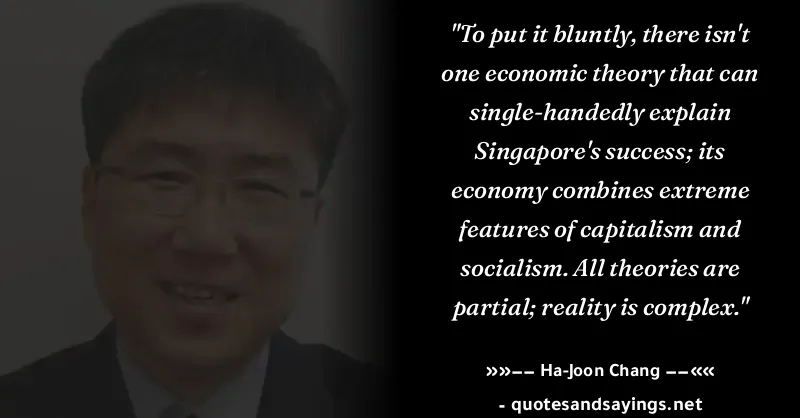 "To put it bluntly, there isn't
one economic theory that can
single-handedly explain
Singapore's success; its
economy combines extreme
features of capitalism and
socialism. All theories are
partial; reality is complex."
»»−− Ha-Joon Chang −−««
- quotesandsayings.net